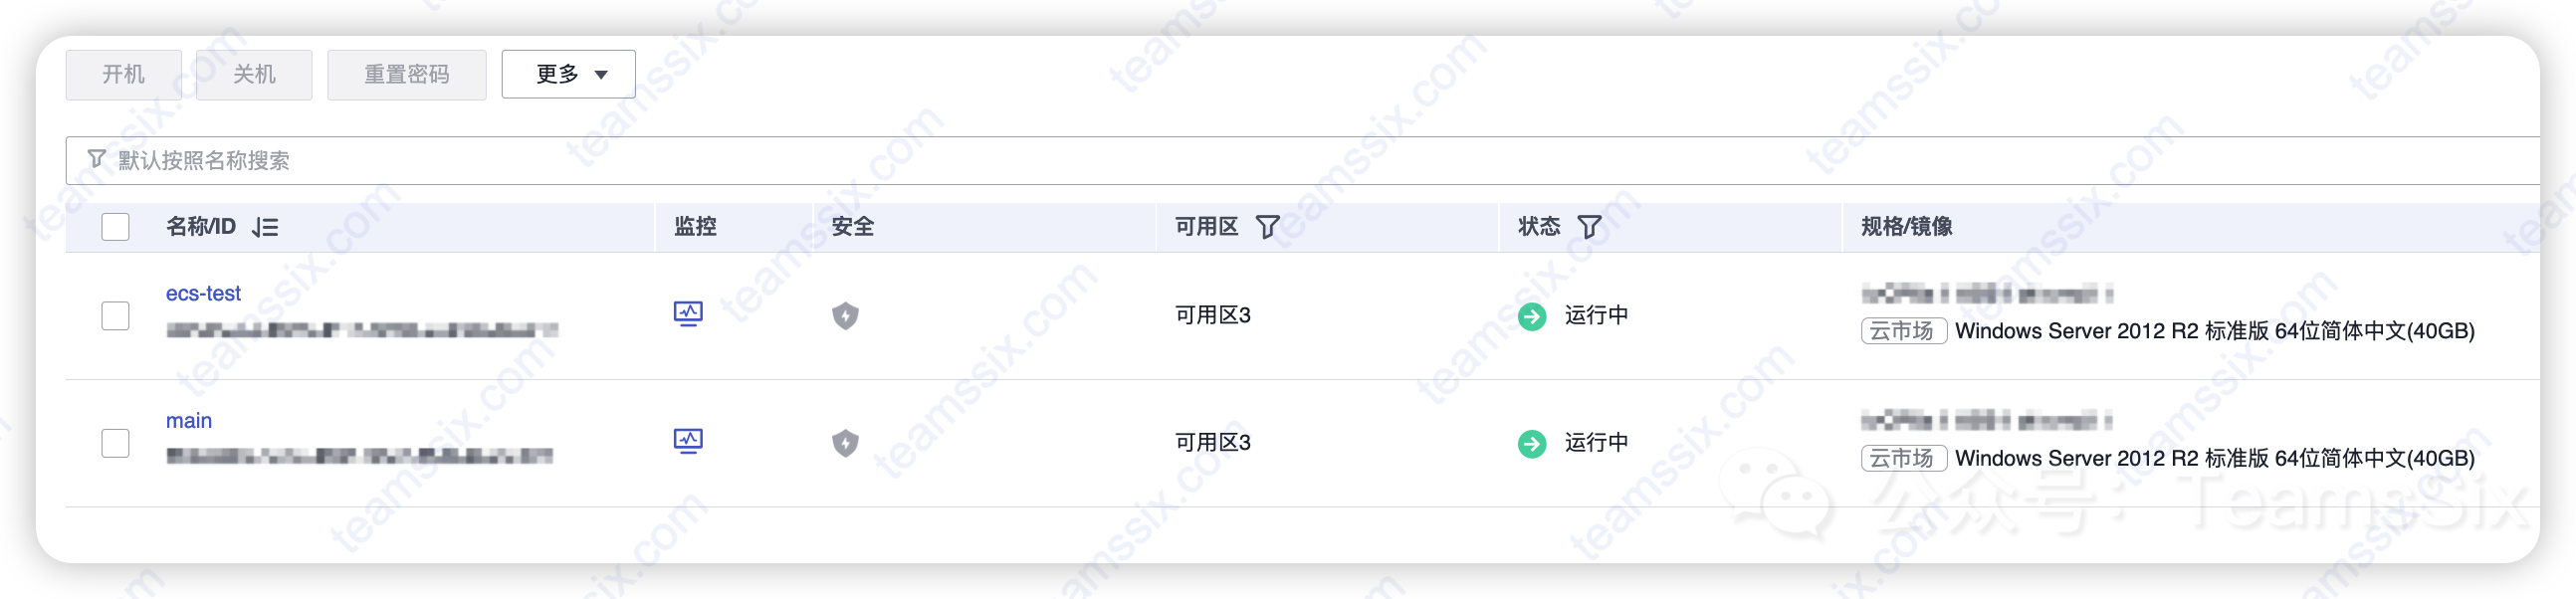 开机 关机 重置密码 更多
默认按照名称搜索
名称/ID 监控 安全 可用区 状态 规格/镜像
ecs-test
可用区3 运行中
云市场 Windows Server 2012 R2 标准版 64位简体中文(40GB)
main
可用区3 运行中
云市场 Windows Server 2012 R2 标准版 64位简体中文(40GB)
公众号：TeamsSix
teamssix.com